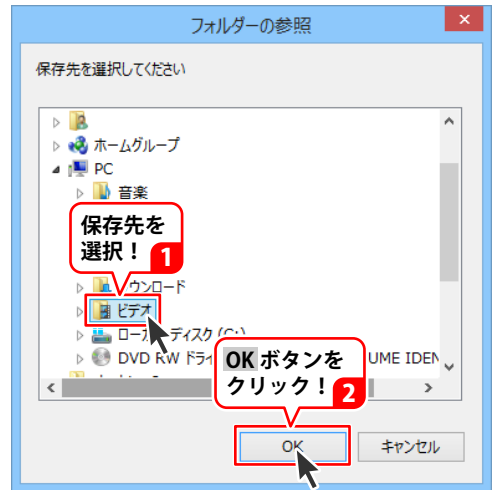 フォルダーの参照
保存先を選択してください
ホームグループ
PC
音楽
保存先を
選択！ 1
ウンロード
ビデオ
ローカ ーディスク (C:)
DVD RW ドラ
UME IDEN
OK ボタンを
クリック！ 2
OK
キャンセル